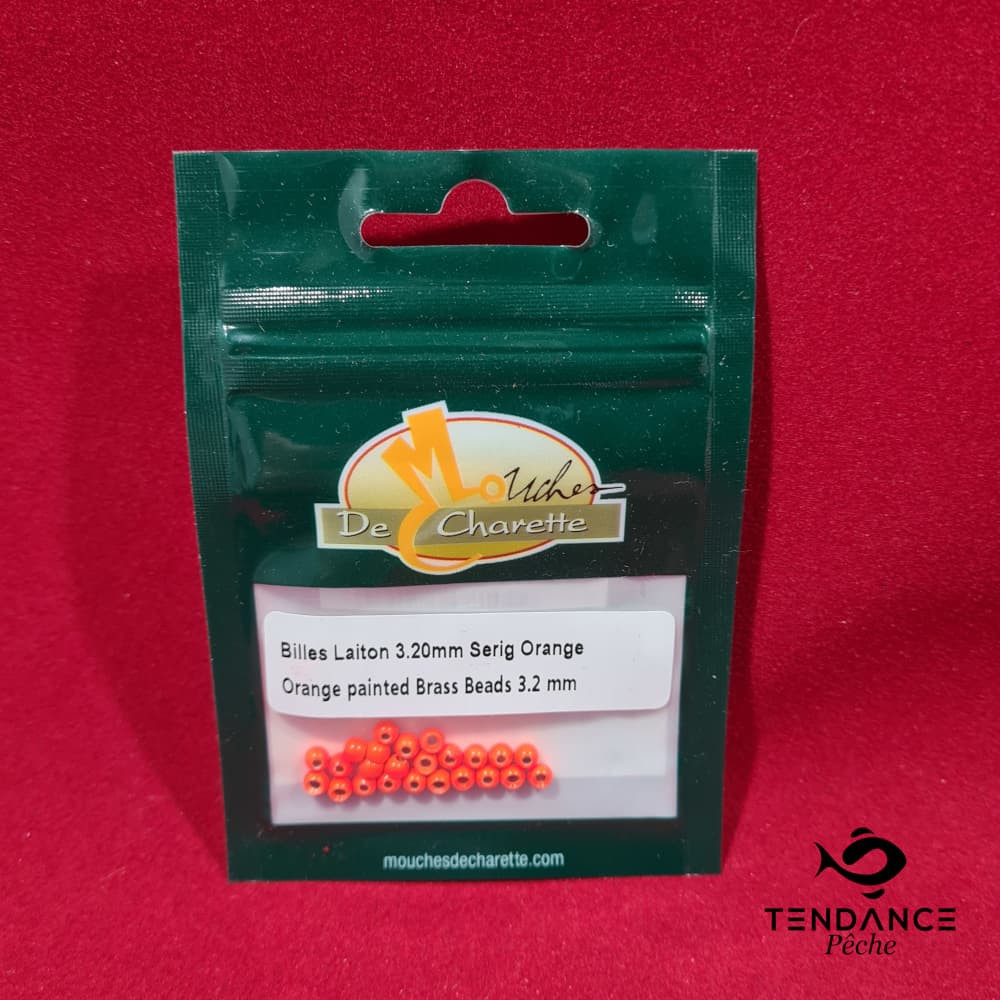 Mouches
De Charette
Billes Laiton 3.20mm Serig Orange
Orange painted Brass Beads 3.2 mm
mouchesdecharette.com
TENDANCE
Pêche